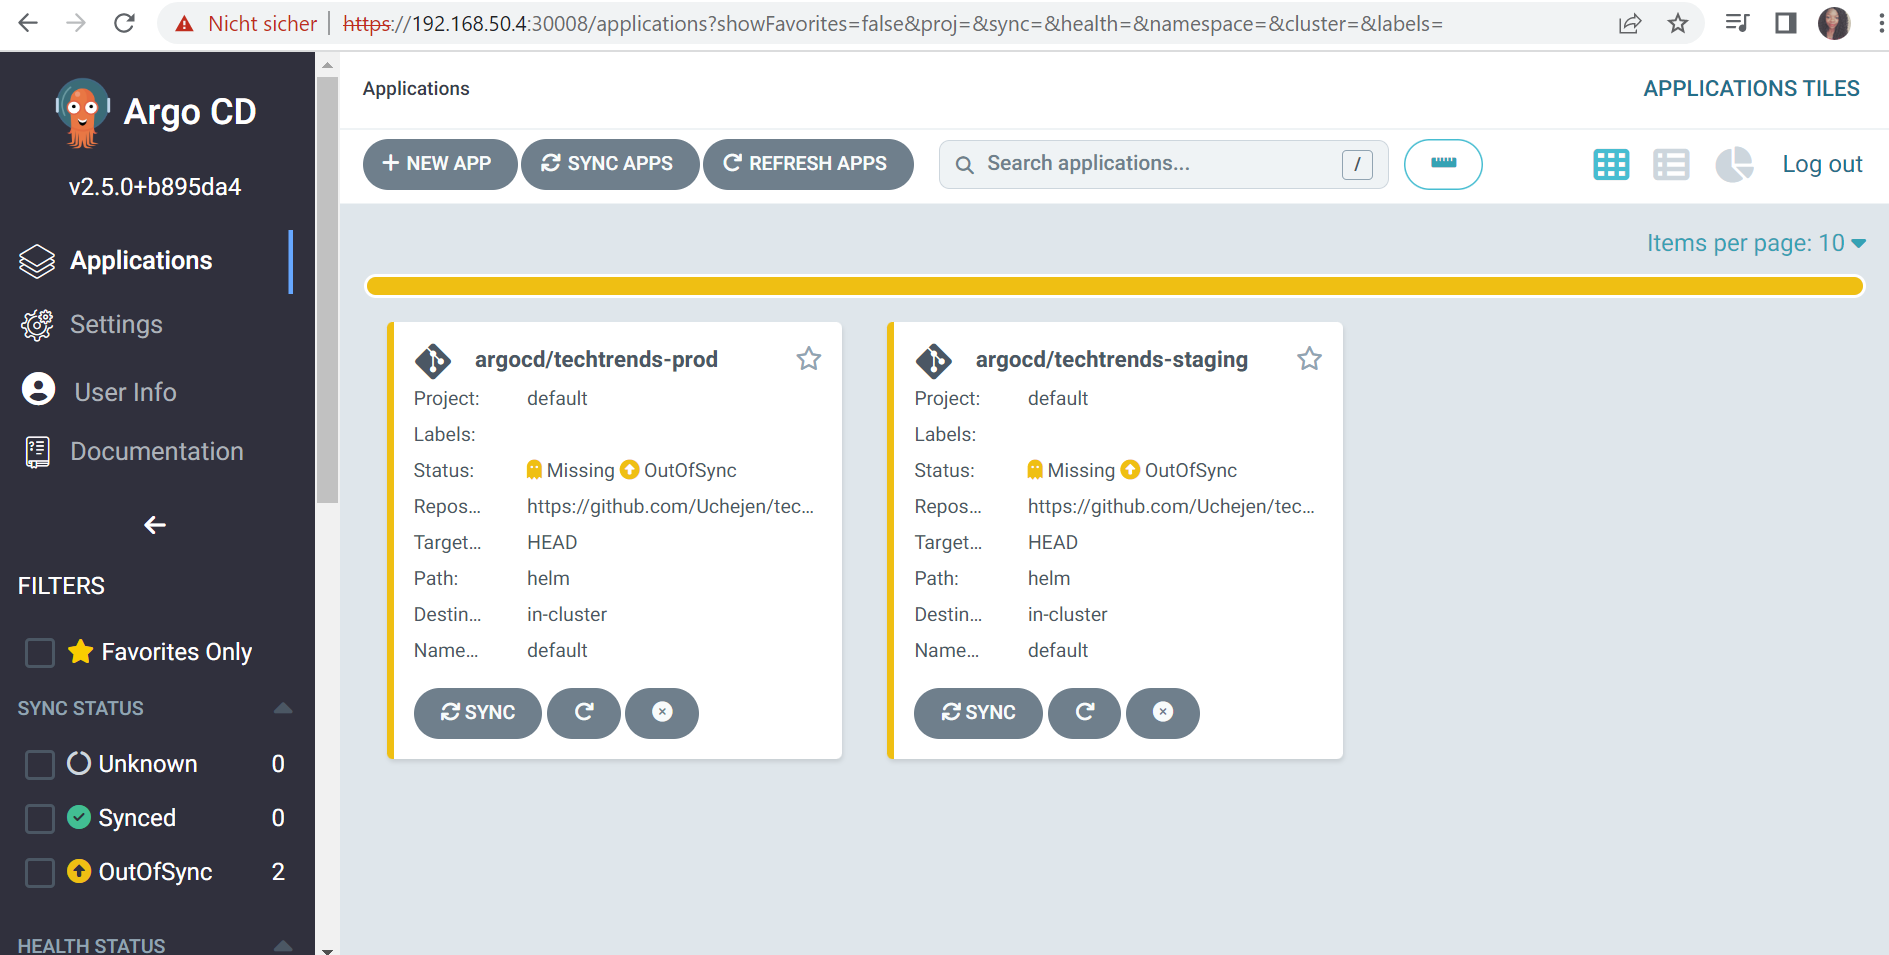 Nicht sicher | https://192.168.50.4:30008/applications?showFavorites=false&proj=&sync=&health=&namespace=&cluster=&labels=
Argo CD
v2.5.0+b895da4
Applications
Settings
User Info
Documentation
FILTERS
Favorites Only
SYNC STATUS
Unknown 0
Synced 0
OutOfSync 2
HEALTH STATUS
Applications
APPLICATIONS TILES
+ NEW APP
SYNC APPS
REFRESH APPS
Search applications...
/
Log out
Items per page: 10
argocd/techtrends-prod
Project: default
Labels:
Status: Missing OutOfSync
Repos... https://github.com/Uchejen/tec...
Target... HEAD
Path: helm
Destin... in-cluster
Name... default
SYNC
argocd/techtrends-staging
Project: default
Labels:
Status: Missing OutOfSync
Repos... https://github.com/Uchejen/tec...
Target... HEAD
Path: helm
Destin... in-cluster
Name... default
SYNC